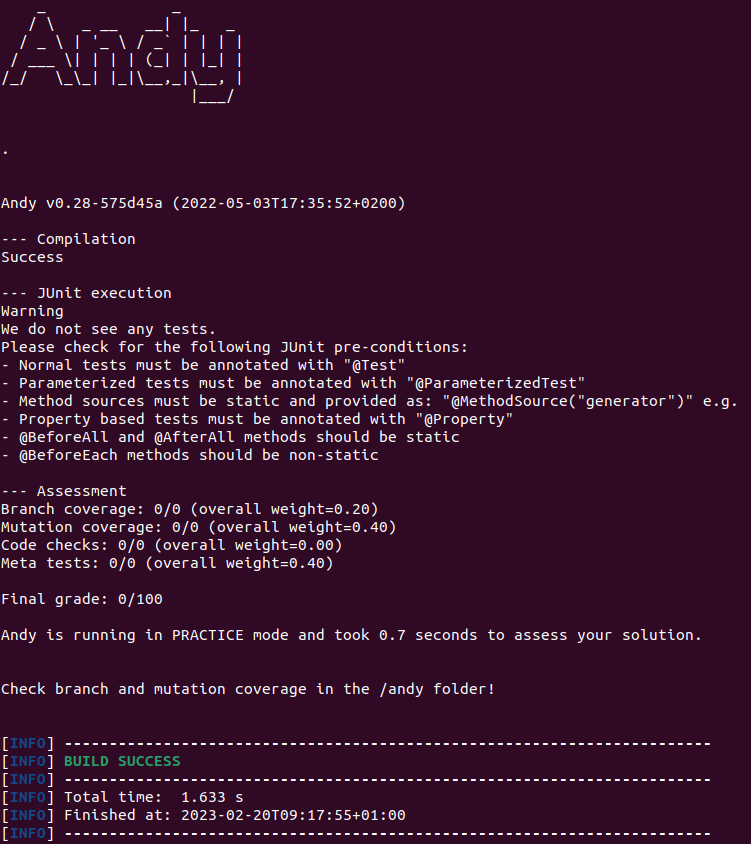 _              _
   / \   _ __   __| |_   _
  / _ \ | '_ \ / _` | | | |
 / ___ \| | | | (_| | |_| |
/_/   \_\_| |_|\__,_|\__, |
                     |___/
.
Andy v0.28-575d45a (2022-05-03T17:35:52+0200)
--- Compilation
Success
--- JUnit execution
Warning
We do not see any tests.
Please check for the following JUnit pre-conditions:
- Normal tests must be annotated with "@Test"
- Parameterized tests must be annotated with "@ParameterizedTest"
- Method sources must be static and provided as: "@MethodSource("generator")" e.g.
- Property based tests must be annotated with "@Property"
- @BeforeAll and @AfterAll methods should be static
- @BeforeEach methods should be non-static
--- Assessment
Branch coverage: 0/0 (overall weight=0.20)
Mutation coverage: 0/0 (overall weight=0.40)
Code checks: 0/0 (overall weight=0.00)
Meta tests: 0/0 (overall weight=0.40)
Final grade: 0/100
Andy is running in PRACTICE mode and took 0.7 seconds to assess your solution.
Check branch and mutation coverage in the /andy folder!
[INFO] ------------------------------------------------------------------------
[INFO] BUILD SUCCESS
[INFO] ------------------------------------------------------------------------
[INFO] Total time:  1.633 s
[INFO] Finished at: 2023-02-20T09:17:55+01:00
[INFO] ------------------------------------------------------------------------